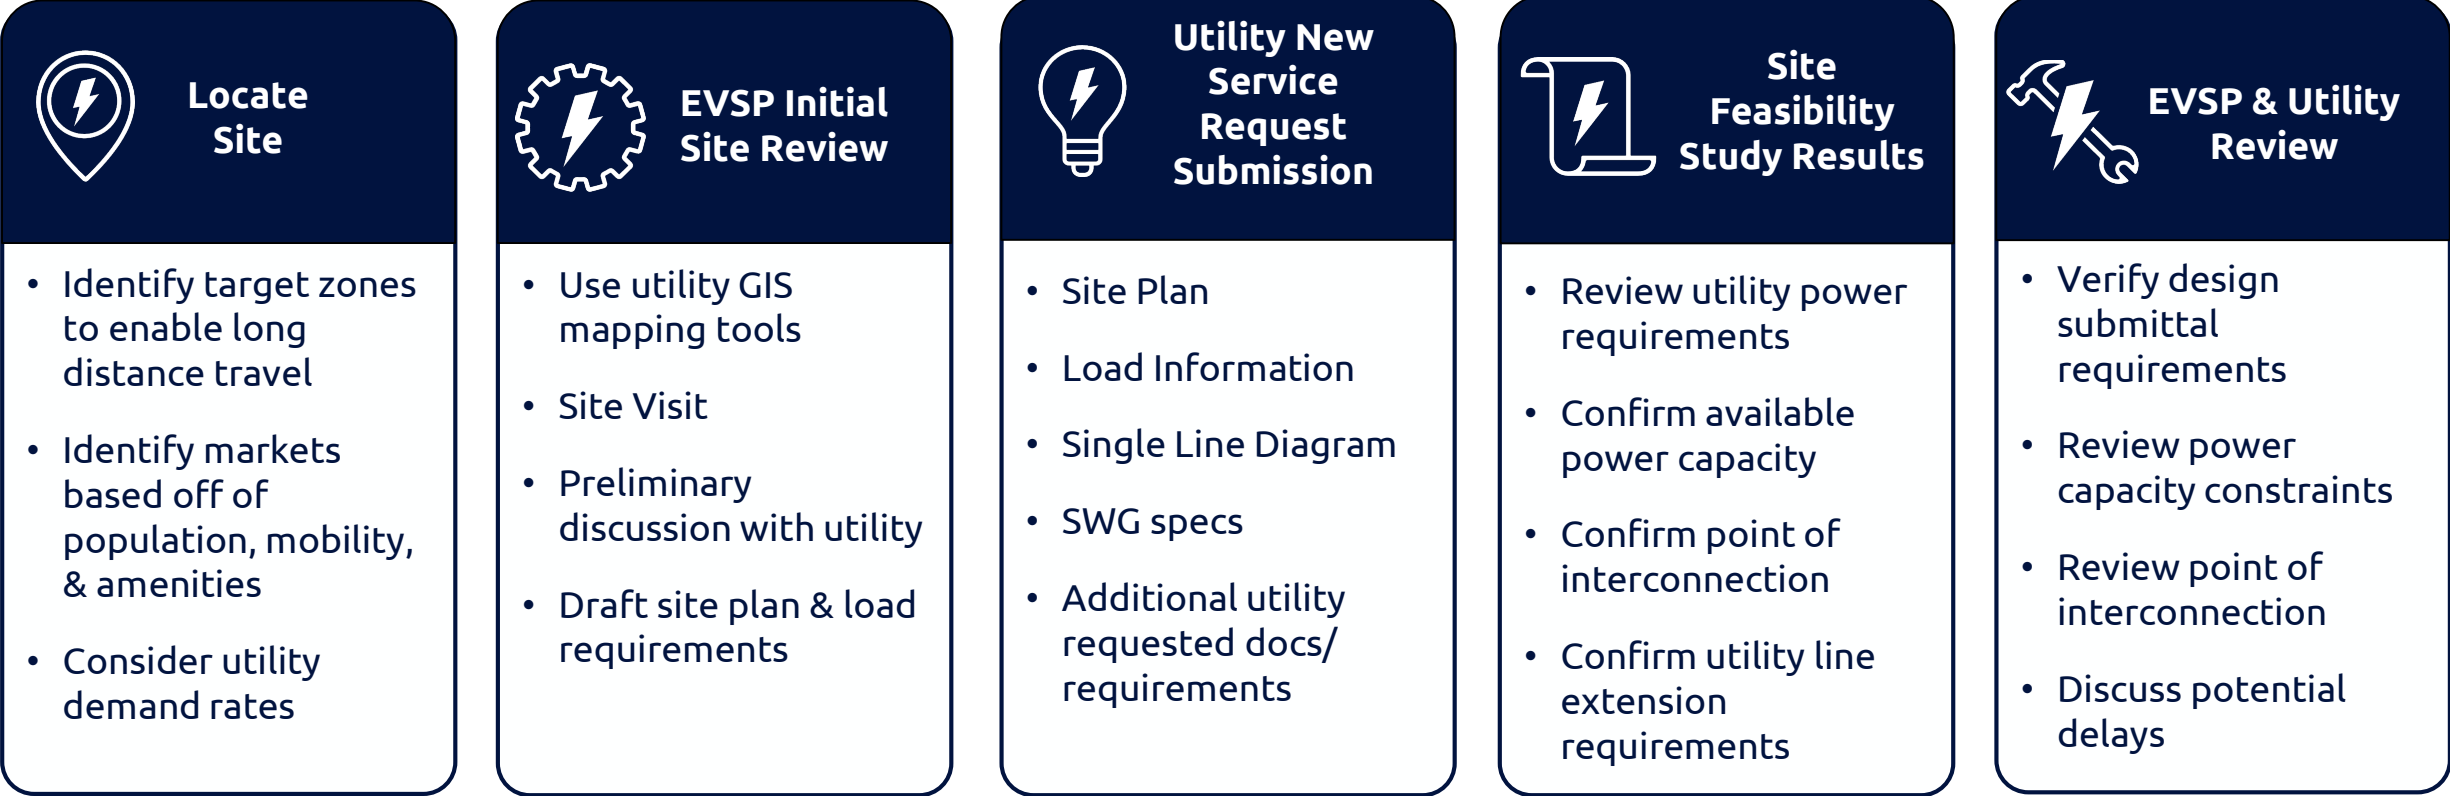 Locate
Site
• Identify target zones
to enable long
distance travel
• Identify markets
based off of
population, mobility,
& amenities
• Consider utility
demand rates
EVSP Initial
Site Review
• Use utility GIS
mapping tools
• Site Visit
• Preliminary
discussion with utility
• Draft site plan & load
requirements
Utility New
Service
Request
Submission
• Site Plan
• Load Information
• Single Line Diagram
• SWG specs
• Additional utility
requested docs/
requirements
Site
Feasibility
Study Results
• Review utility power
requirements
• Confirm available
power capacity
• Confirm point of
interconnection
• Confirm utility line
extension
requirements
EVSP & Utility
Review
• Verify design
submittal
requirements
• Review power
capacity constraints
• Review point of
interconnection
• Discuss potential
delays